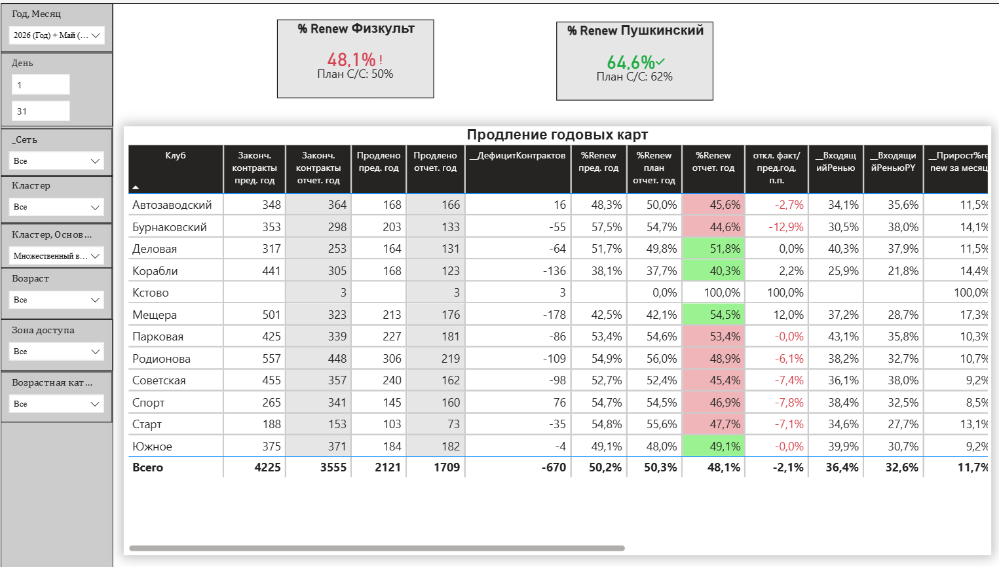 Год, Месяц
2026 (Год) + Май (...
День
1
31
_Сеть
Все
Кластер
Все
Кластер, Основ...
Множественный в...
Возраст
Все
Зона доступа
Все
Возрастная кат...
Все
% Renew Физкульт
48,1%!
План С/С: 50%
% Renew Пушкинский
64,6%
План С/С: 62%
Продление годовых карт
Клуб Законч. контракты пред. год Законч. контракты отчет. год Продлено пред. год Продлено отчет. год __ДефицитКонтрактов %Renew пред. год %Renew план отчет. год %Renew отчет. год откл. факт/ пред.год, п.п. __Входящ ийРенью __Входящи йРеньюPY __Прирост%re new за месяц
Автозаводский 348 364 168 166 16 48,3% 50,0% 45,6% -2,7% 34,1% 35,6% 11,5%
Бурнаковский 353 298 203 133 -55 57,5% 54,7% 44,6% -12,9% 30,5% 38,0% 14,1%
Деловая 317 253 164 131 -64 51,7% 49,8% 51,8% 0,0% 40,3% 37,9% 11,5%
Корабли 441 305 168 123 -136 38,1% 37,7% 40,3% 2,2% 25,9% 21,8% 14,4%
Кстово 3 3 3 0,0% 100,0% 100,0% 100,0%
Мещера 501 323 213 176 -178 42,5% 42,1% 54,5% 12,0% 37,2% 28,7% 17,3%
Парковая 425 339 227 181 -86 53,4% 54,6% 53,4% -0,0% 43,1% 35,8% 10,3%
Родионова 557 448 306 219 -109 54,9% 56,0% 48,9% -6,1% 38,2% 32,7% 10,7%
Советская 455 357 240 162 -98 52,7% 52,4% 45,4% -7,4% 36,1% 38,0% 9,2%
Спорт 265 341 145 160 76 54,7% 54,5% 46,9% -7,8% 38,4% 32,5% 8,5%
Старт 188 153 103 73 -35 54,8% 55,6% 47,7% -7,1% 34,6% 27,7% 13,1%
Южное 375 371 184 182 -4 49,1% 48,0% 49,1% -0,0% 39,9% 30,7% 9,2%
Всего 4225 3555 2121 1709 -670 50,2% 50,3% 48,1% -2,1% 36,4% 32,6% 11,7%